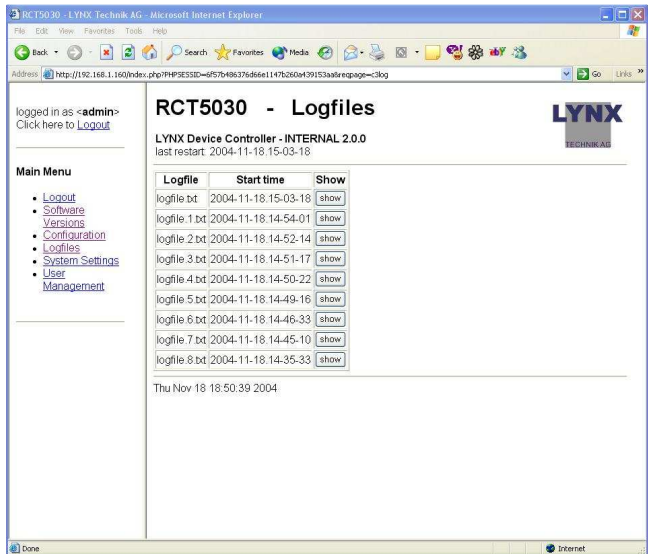 RCT5030 - LYNX Technik AG - Microsoft Internet Explorer
File Edit View Favorites Tools Help
Back Search Favorites Media
Address http://192.168.1.160/index.php?PHPSESSID=6f57b486376d66e1147b260a439153aa&reqpage=c3log Go Links »
logged in as <admin>
Click here to Logout
Main Menu
• Logout
• Software
Versions
• Configuration
• Logfiles
• System Settings
• User
Management
RCT5030 - Logfiles
LYNX
TECHNIK AG
LYNX Device Controller - INTERNAL 2.0.0
last restart: 2004-11-18.15-03-18
Logfile Start time Show
logfile.txt 2004-11-18.15-03-18 show
logfile.1.txt 2004-11-18.14-54-01 show
logfile.2.txt 2004-11-18.14-52-14 show
logfile.3.txt 2004-11-18.14-51-17 show
logfile.4.txt 2004-11-18.14-50-22 show
logfile.5.txt 2004-11-18.14-49-16 show
logfile.6.txt 2004-11-18.14-46-33 show
logfile.7.txt 2004-11-18.14-45-10 show
logfile.8.txt 2004-11-18.14-35-33 show
Thu Nov 18 18:50:39 2004
Done Internet